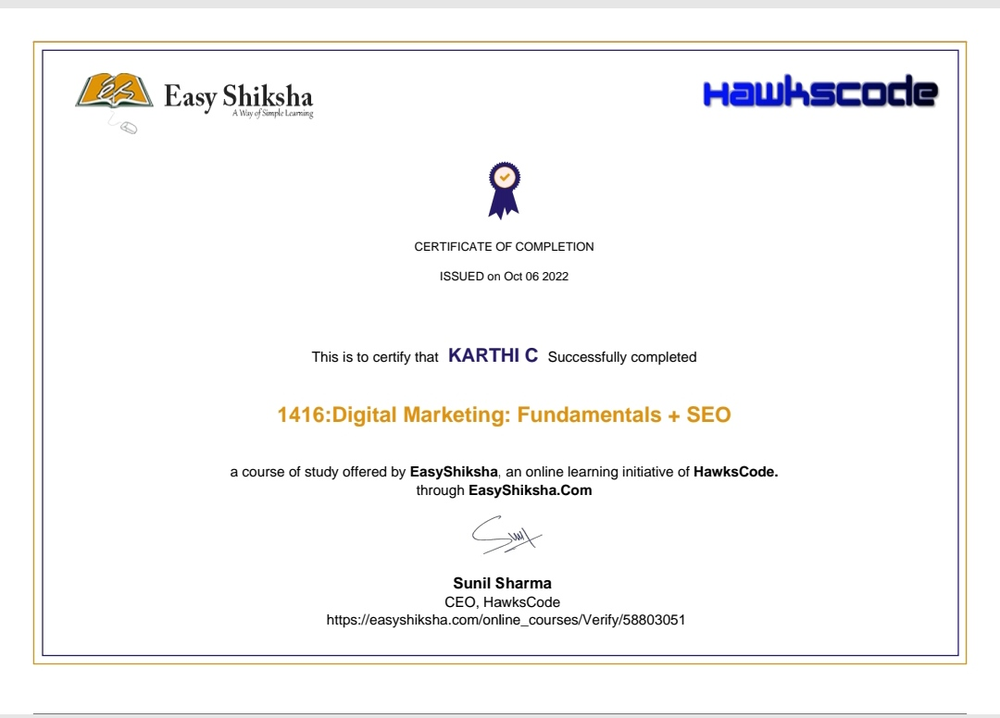 Easy Shiksha
A Way of Simple Learning
Hawkscode
CERTIFICATE OF COMPLETION
ISSUED on Oct 06 2022
This is to certify that KARTHI C Successfully completed
1416:Digital Marketing: Fundamentals + SEO
a course of study offered by EasyShiksha, an online learning initiative of HawksCode.
through EasyShiksha.Com
Sunil Sharma
CEO, HawksCode
https://easyshiksha.com/online_courses/Verify/58803051